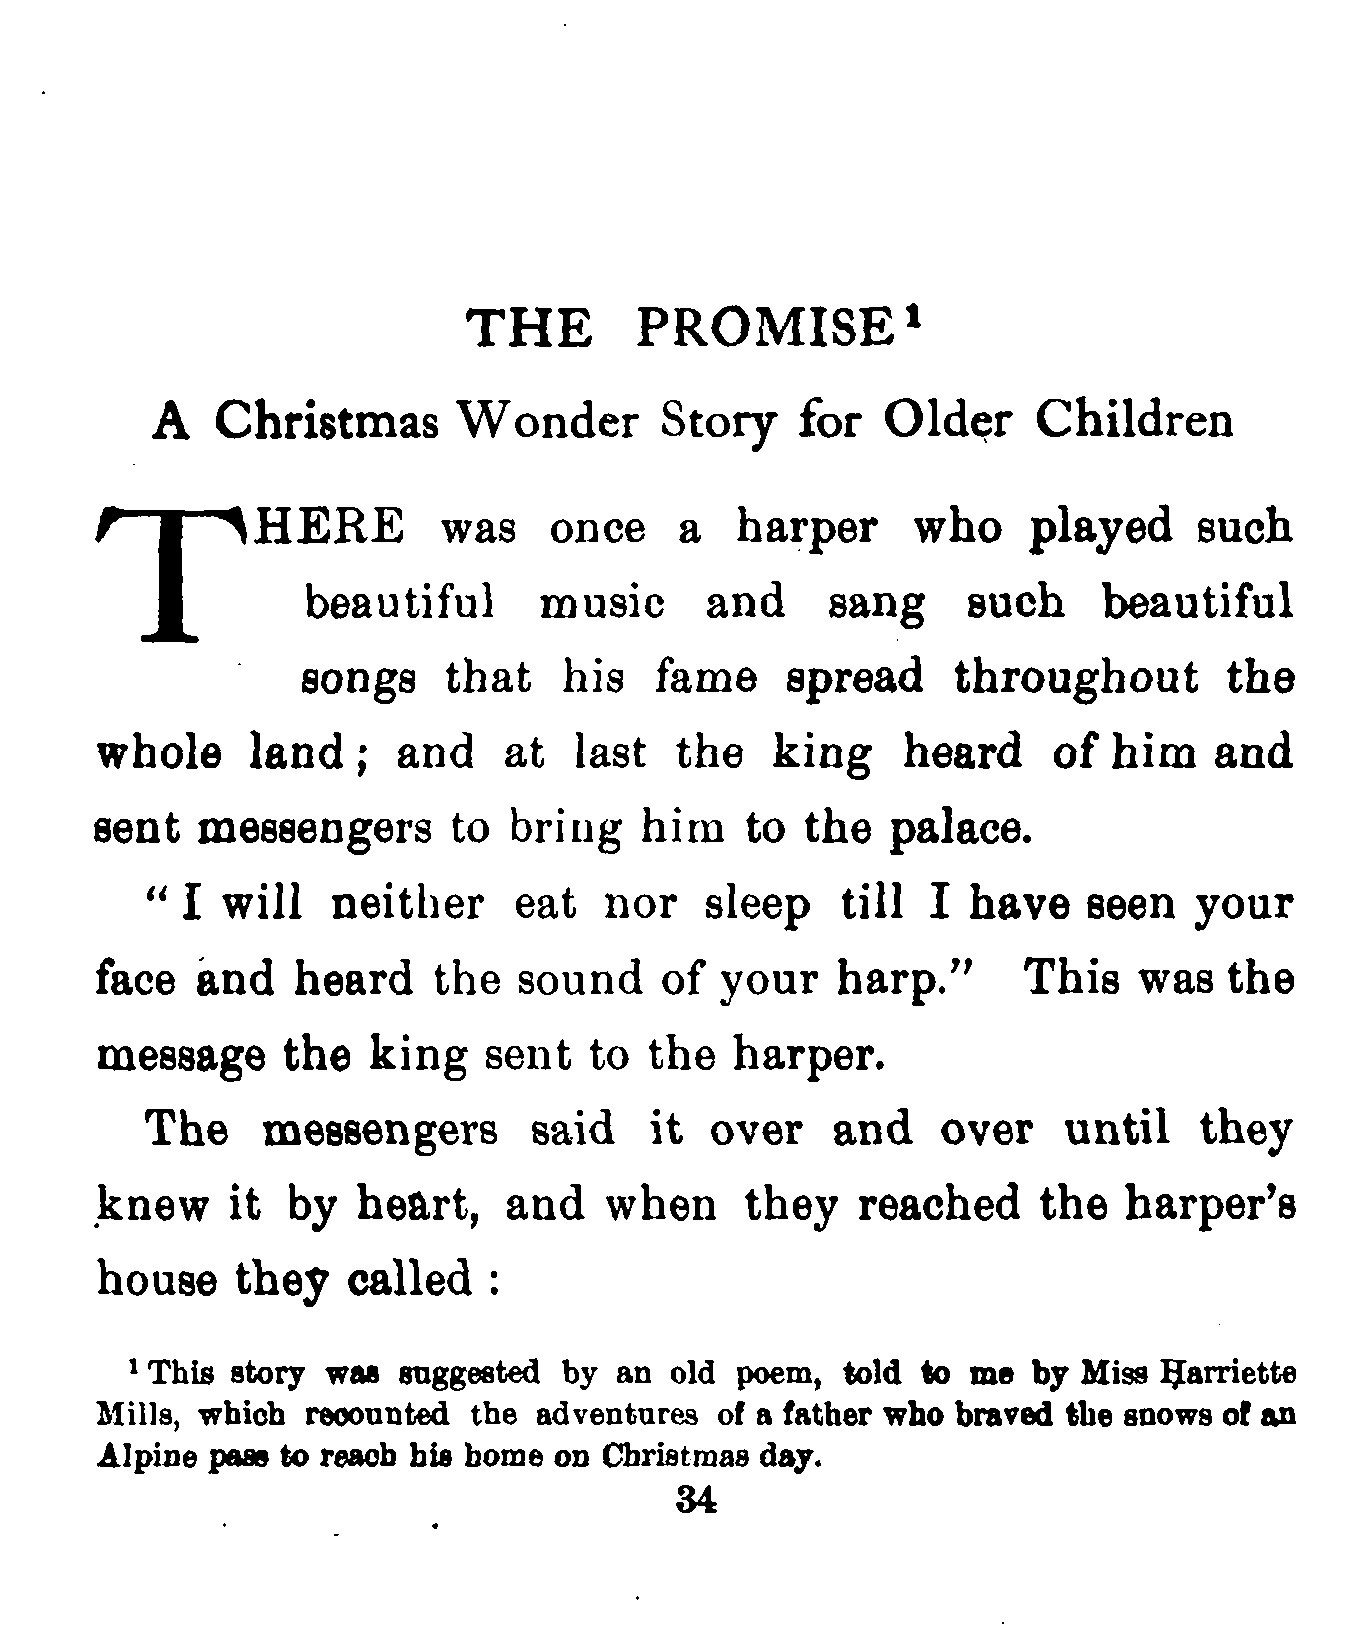 THE PROMISE¹
A Christmas Wonder Story for Older Children
THERE was once a harper who played such
beautiful music and sang such beautiful
songs that his fame spread throughout the
whole land; and at last the king heard of him and
sent messengers to bring him to the palace.
"I will neither eat nor sleep till I have seen your
face and heard the sound of your harp." This was the
message the king sent to the harper.
The messengers said it over and over until they
knew it by heart, and when they reached the harper's
house they called:
¹ This story was suggested by an old poem, told to me by Miss Harriette
Mills, which recounted the adventures of a father who braved the snows of an
Alpine pass to reach his home on Christmas day.
34